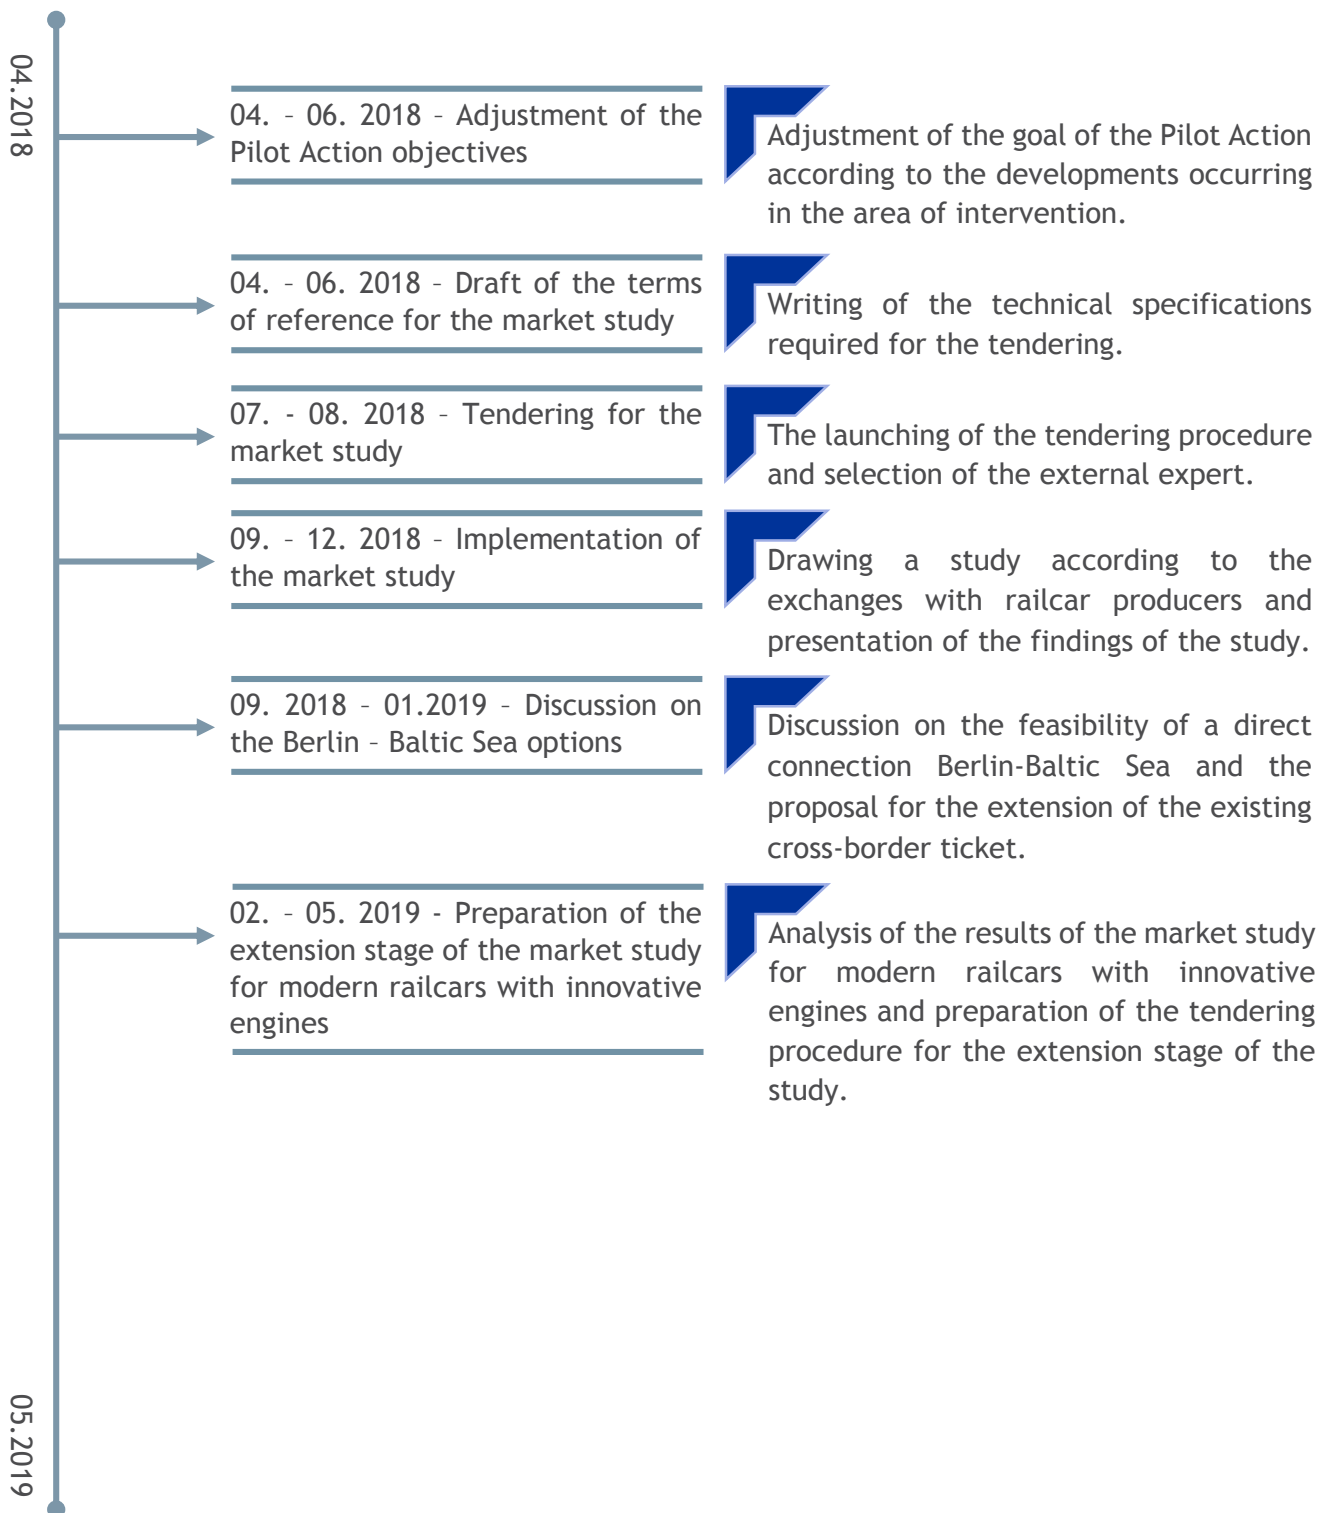 04.2018
04. – 06. 2018 – Adjustment of the
Pilot Action objectives
Adjustment of the goal of the Pilot Action
according to the developments occurring
in the area of intervention.
04. – 06. 2018 – Draft of the terms
of reference for the market study
Writing of the technical specifications
required for the tendering.
07. - 08. 2018 – Tendering for the
market study
The launching of the tendering procedure
and selection of the external expert.
09. – 12. 2018 – Implementation of
the market study
Drawing a study according to the
exchanges with railcar producers and
presentation of the findings of the study.
09. 2018 – 01.2019 – Discussion on
the Berlin – Baltic Sea options
Discussion on the feasibility of a direct
connection Berlin-Baltic Sea and the
proposal for the extension of the existing
cross-border ticket.
02. – 05. 2019 - Preparation of the
extension stage of the market study
for modern railcars with innovative
engines
Analysis of the results of the market study
for modern railcars with innovative
engines and preparation of the tendering
procedure for the extension stage of the
study.
05.2019